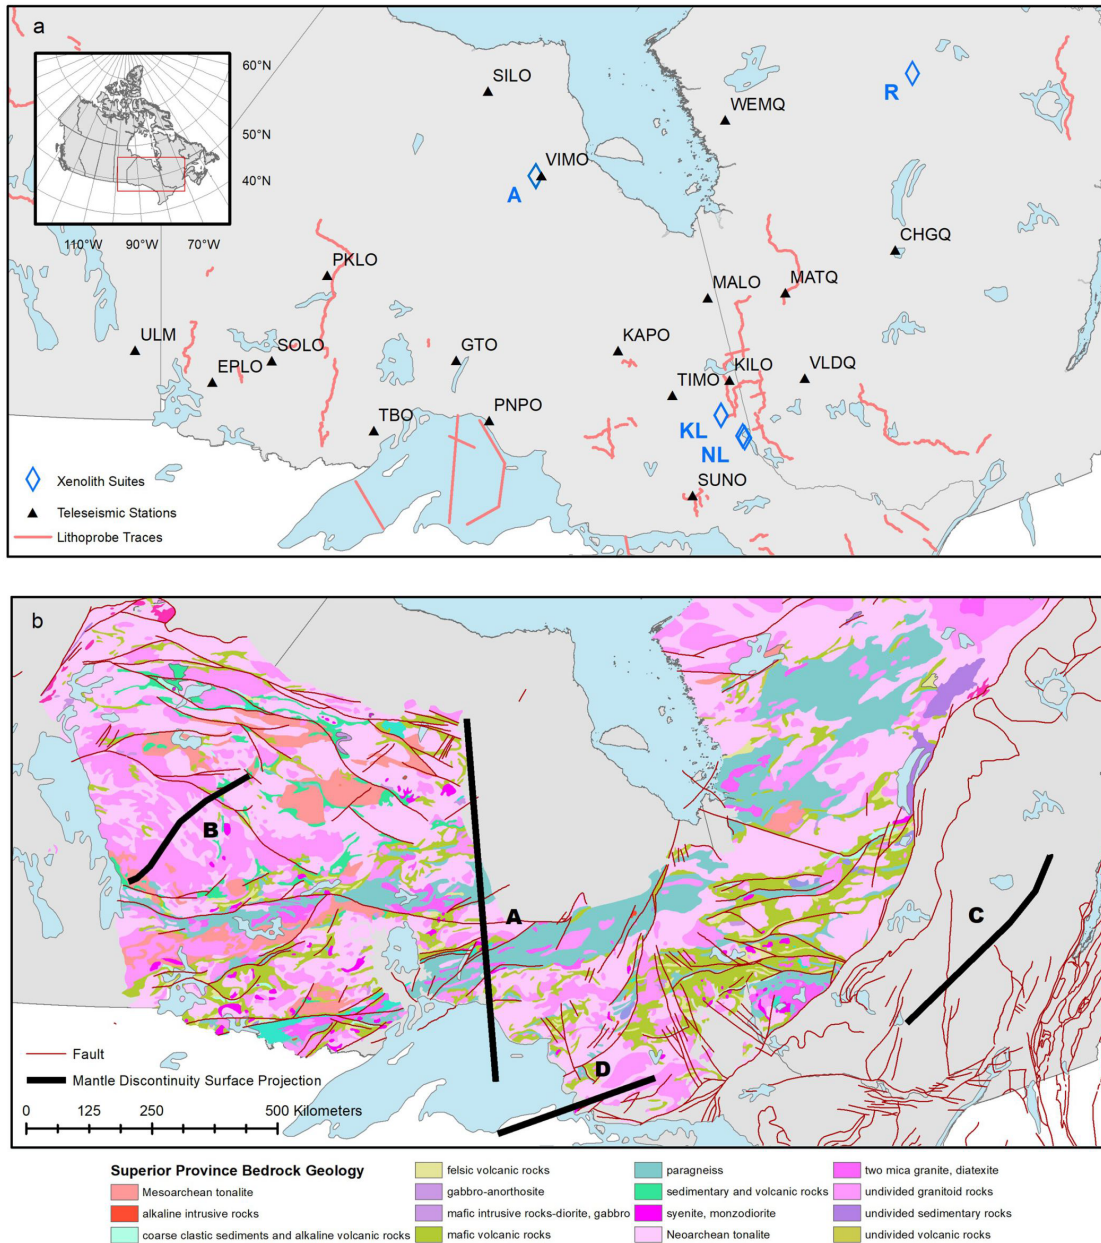 a
60°N
50°N
40°N
110°W 90°W 70°W
SILO
WEMQ
R
VIMO
A
CHGQ
PKLO
MALO
MATQ
ULM
SOLO
GTO
KAPO
EPLO
TIMO
KILO
VLDQ
TBO
PNPO
KL
NL
SUNO
Xenolith Suites
Teleseismic Stations
Lithoprobe Traces
b
B
A
C
D
Fault
Mantle Discontinuity Surface Projection
0 125 250 500 Kilometers
Superior Province Bedrock Geology
Mesoarchean tonalite
alkaline intrusive rocks
coarse clastic sediments and alkaline volcanic rocks
felsic volcanic rocks
gabbro-anorthosite
mafic intrusive rocks-diorite, gabbro
mafic volcanic rocks
paragneiss
sedimentary and volcanic rocks
syenite, monzodiorite
Neoarchean tonalite
two mica granite, diatexite
undivided granitoid rocks
undivided sedimentary rocks
undivided volcanic rocks